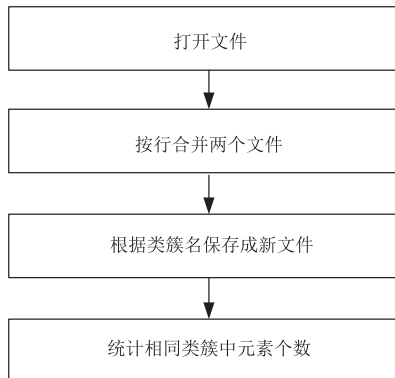 打开文件
按行合并两个文件
根据类簇名保存成新文件
统计相同类簇中元素个数